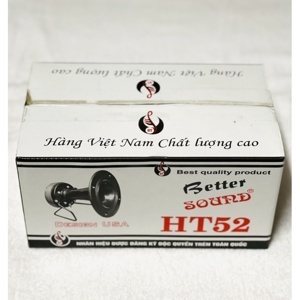 Hàng Việt Nam Chất lượng cao
Hàng Việt Nam Chất lượng cao
Best quality product
Better
SOUND®
DESIGN USA
HT52
NHÃN HIỆU ĐƯỢC ĐĂNG KÝ ĐỘC QUYỀN TRÊN TOÀN QUỐC